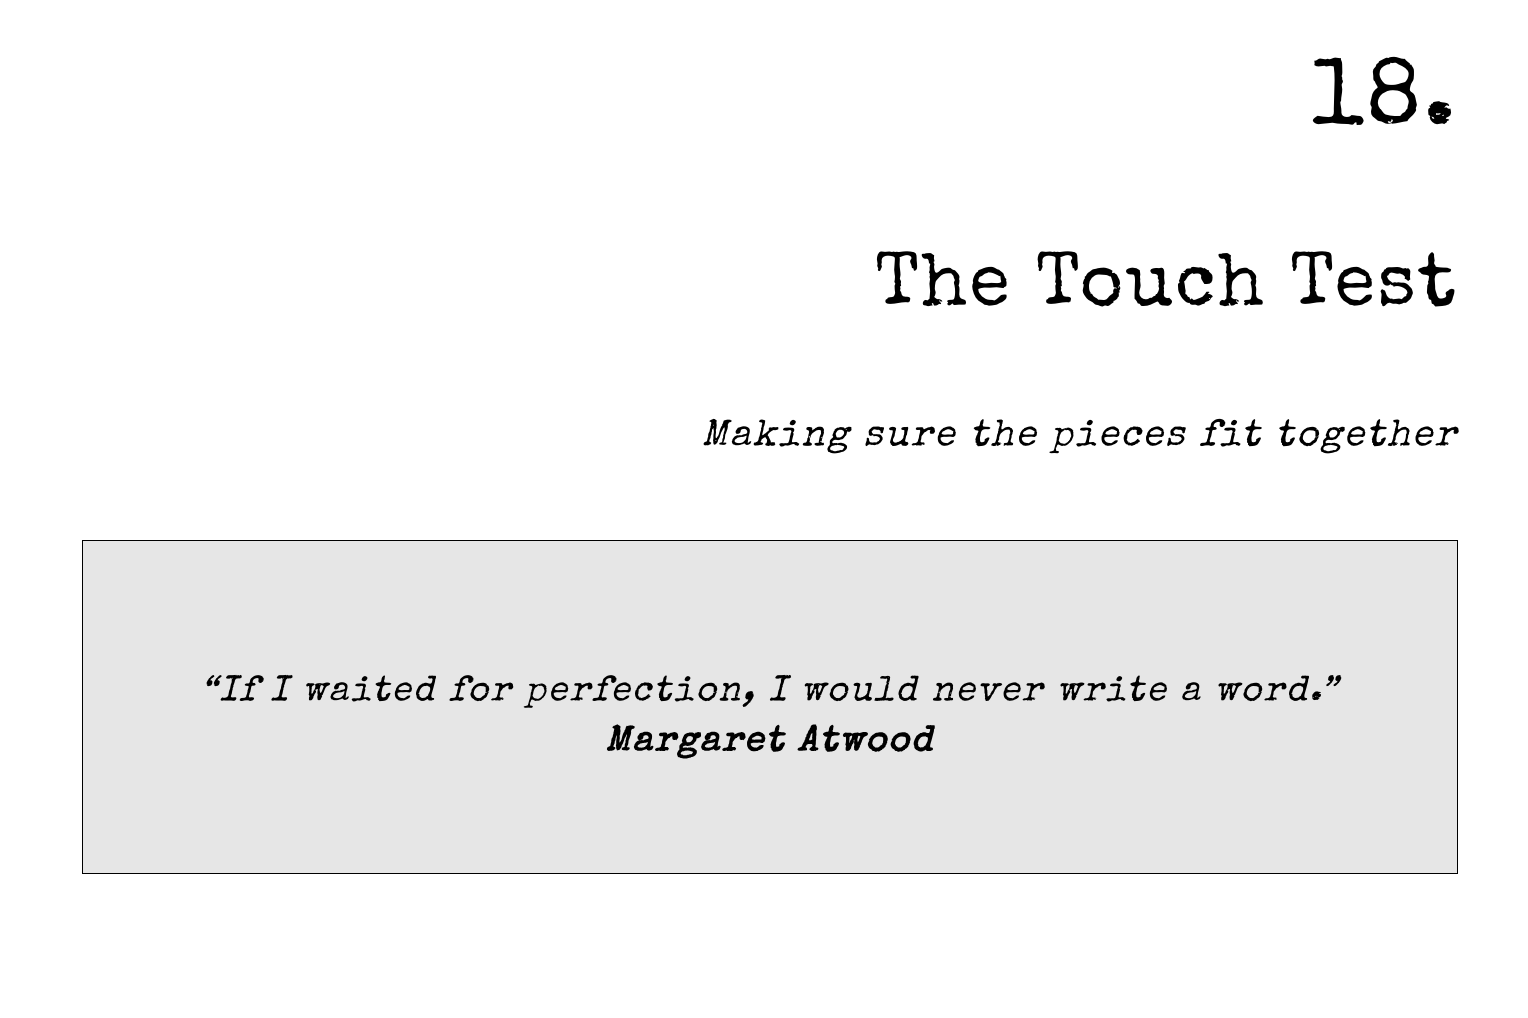 18.
The Touch Test
Making sure the pieces fit together
“If I waited for perfection, I would never write a word.”
Margaret Atwood